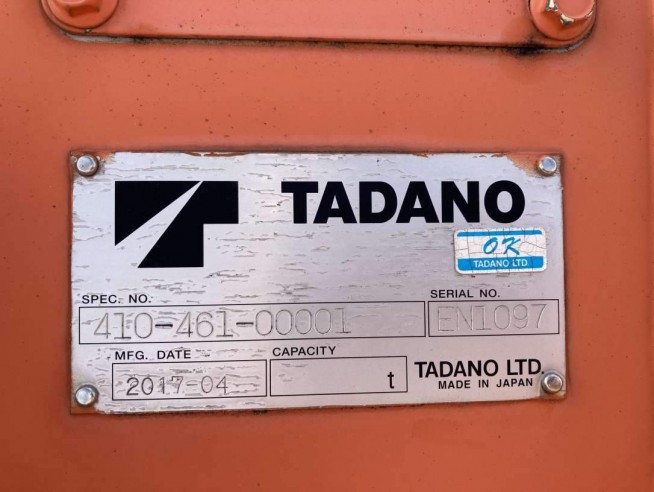 TADANO
OK
TADANO LTD.
SPEC. NO.
410-461-00001
SERIAL NO.
EN1097
MFG. DATE
2017-04
CAPACITY
t
TADANO LTD.
MADE IN JAPAN